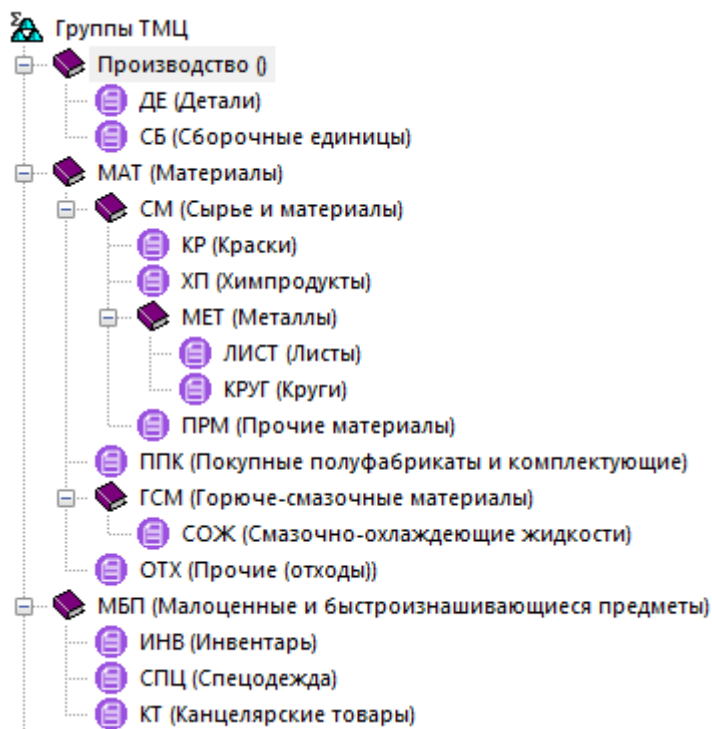 Группы ТМЦ
Производство ()
ДЕ (Детали)
СБ (Сборочные единицы)
МАТ (Материалы)
СМ (Сырье и материалы)
КР (Краски)
ХП (Химпродукты)
МЕТ (Металлы)
ЛИСТ (Листы)
КРУГ (Круги)
ПРМ (Прочие материалы)
ППК (Покупные полуфабрикаты и комплектующие)
ГСМ (Горюче-смазочные материалы)
СОЖ (Смазочно-охлаждеющие жидкости)
ОТХ (Прочие (отходы))
МБП (Малоценные и быстроизнашивающиеся предметы)
ИНВ (Инвентарь)
СПЦ (Спецодежда)
КТ (Канцелярские товары)